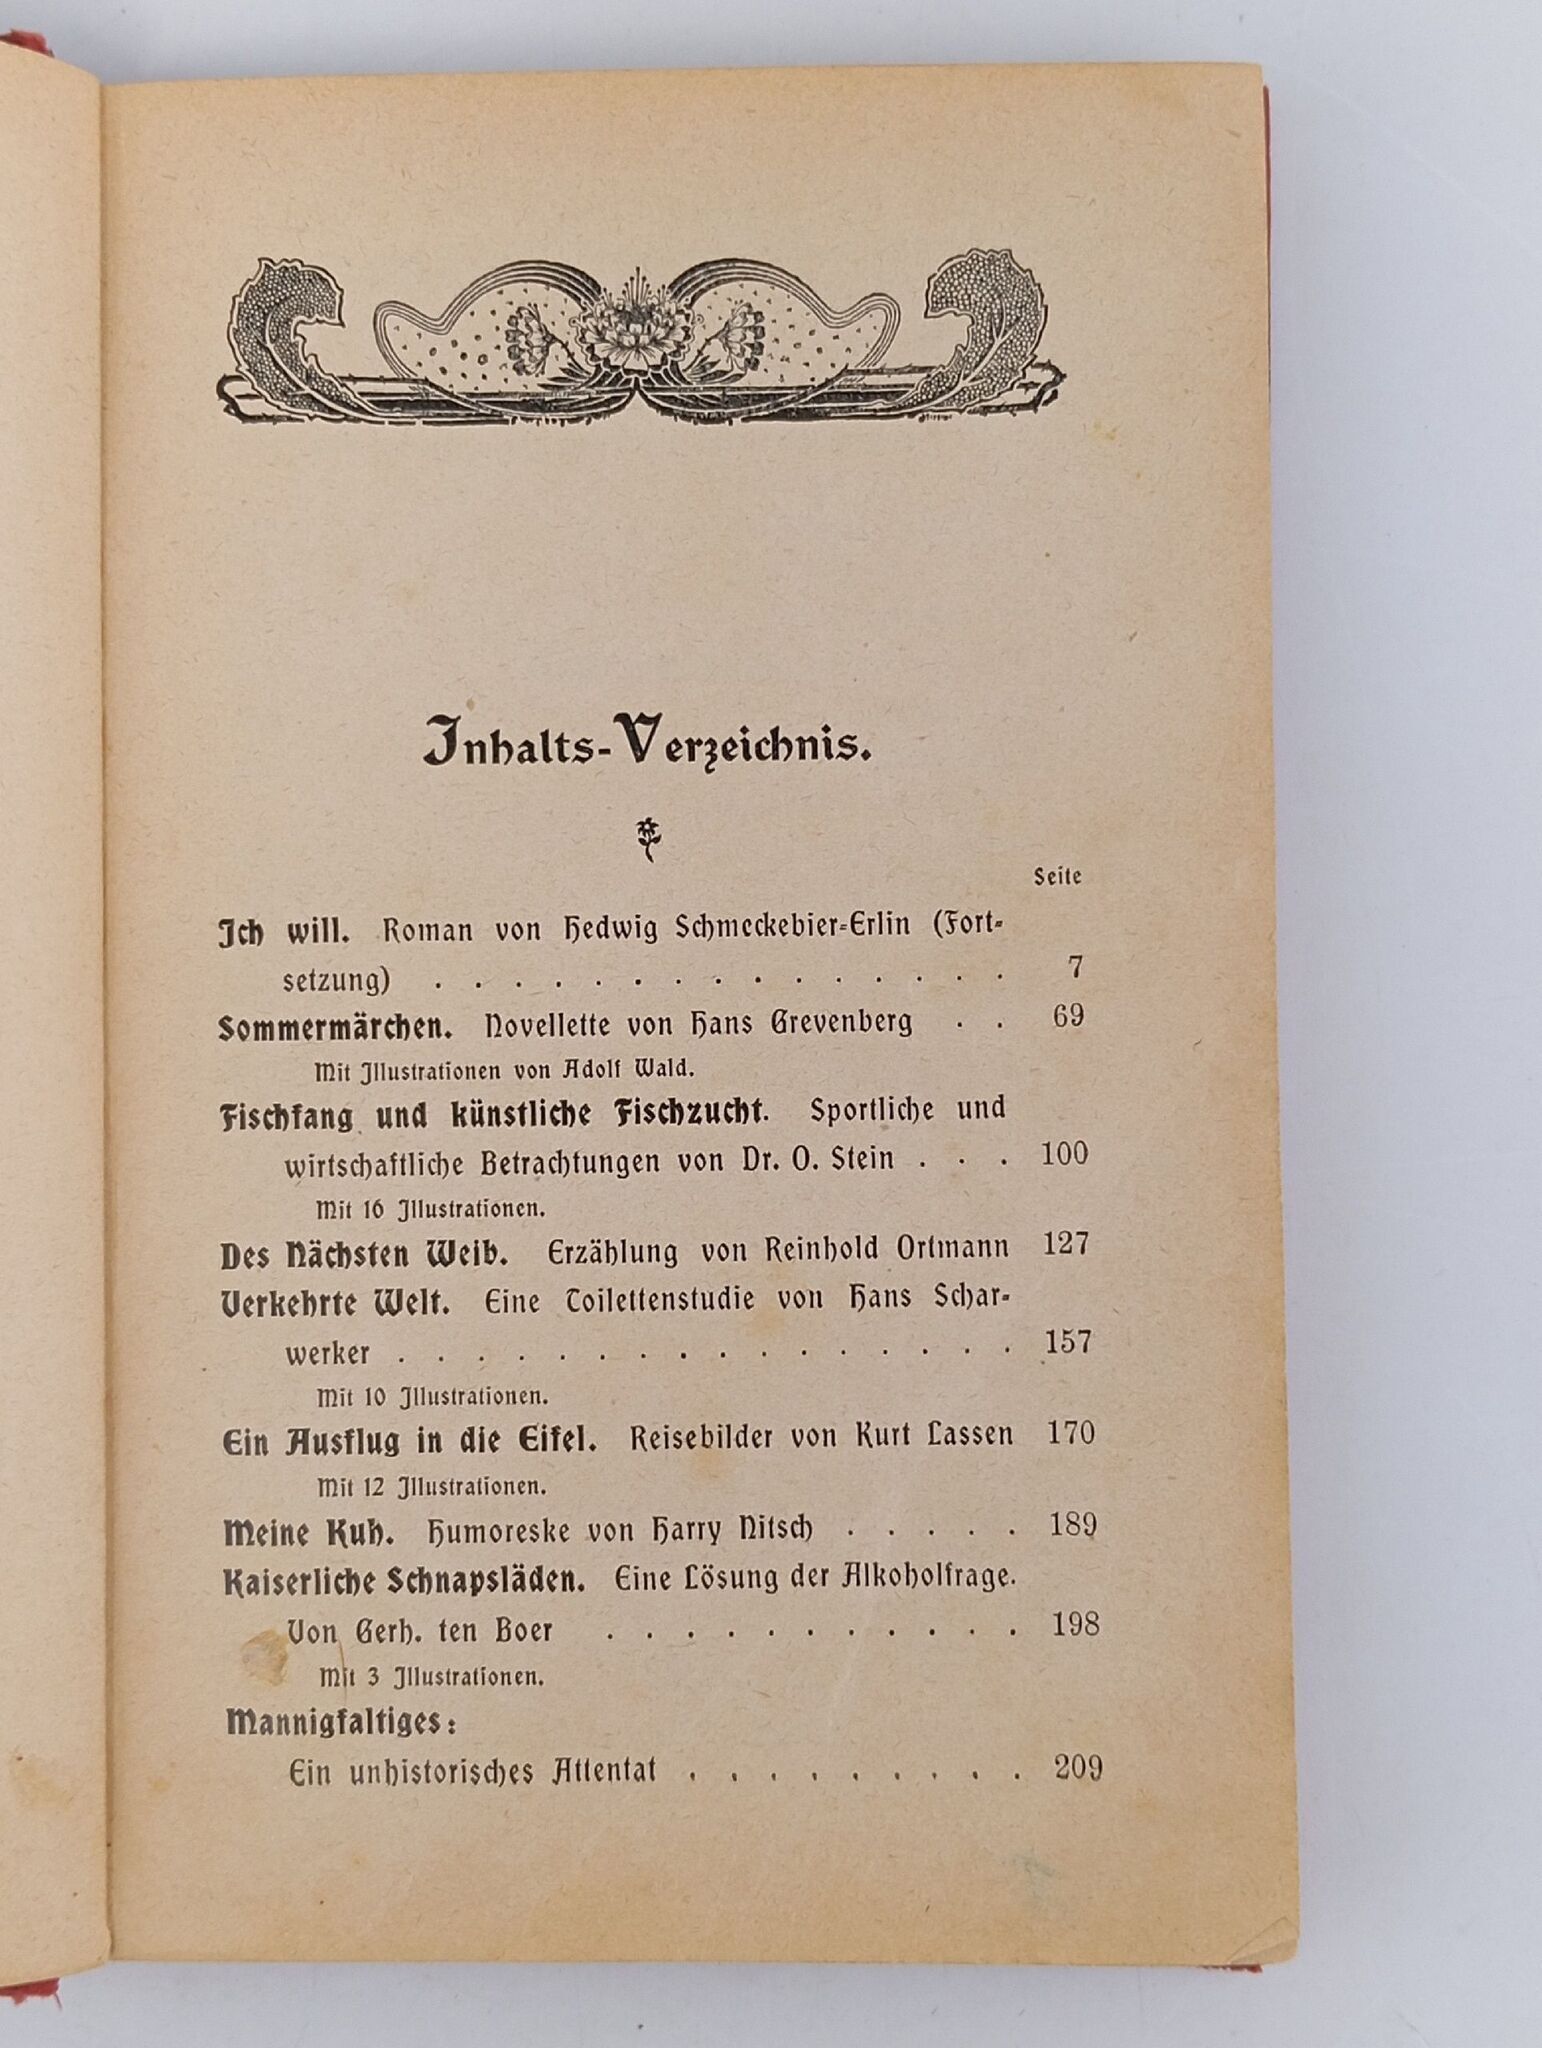 Inhalts-Verzeichnis.
Seite
Ich will. Roman von Hedwig Schmeckebier-Erlin (Fort-
setzung) . . . . . . . . . . . . . . . 7
Sommermärchen. Novellette von Hans Grevenberg . . 69
Mit Illustrationen von Adolf Wald.
Fischfang und künstliche Fischzucht. Sportliche und
wirtschaftliche Betrachtungen von Dr. O. Stein . . . 100
Mit 16 Illustrationen.
Des Nächsten Weib. Erzählung von Reinhold Ortmann 127
Verkehrte Welt. Eine Toilettenstudie von Hans Schar-
werker . . . . . . . . . . . . . . . . 157
Mit 10 Illustrationen.
Ein Ausflug in die Eifel. Reisebilder von Kurt Lassen 170
Mit 12 Illustrationen.
Meine Kuh. Humoreske von Harry Nitsch . . . . . 189
Kaiserliche Schnapsläden. Eine Lösung der Alkoholfrage.
Von Gerh. ten Boer . . . . . . . . . . . 198
Mit 3 Illustrationen.
Mannigfaltiges:
Ein unhistorisches Attentat . . . . . . . . . 209